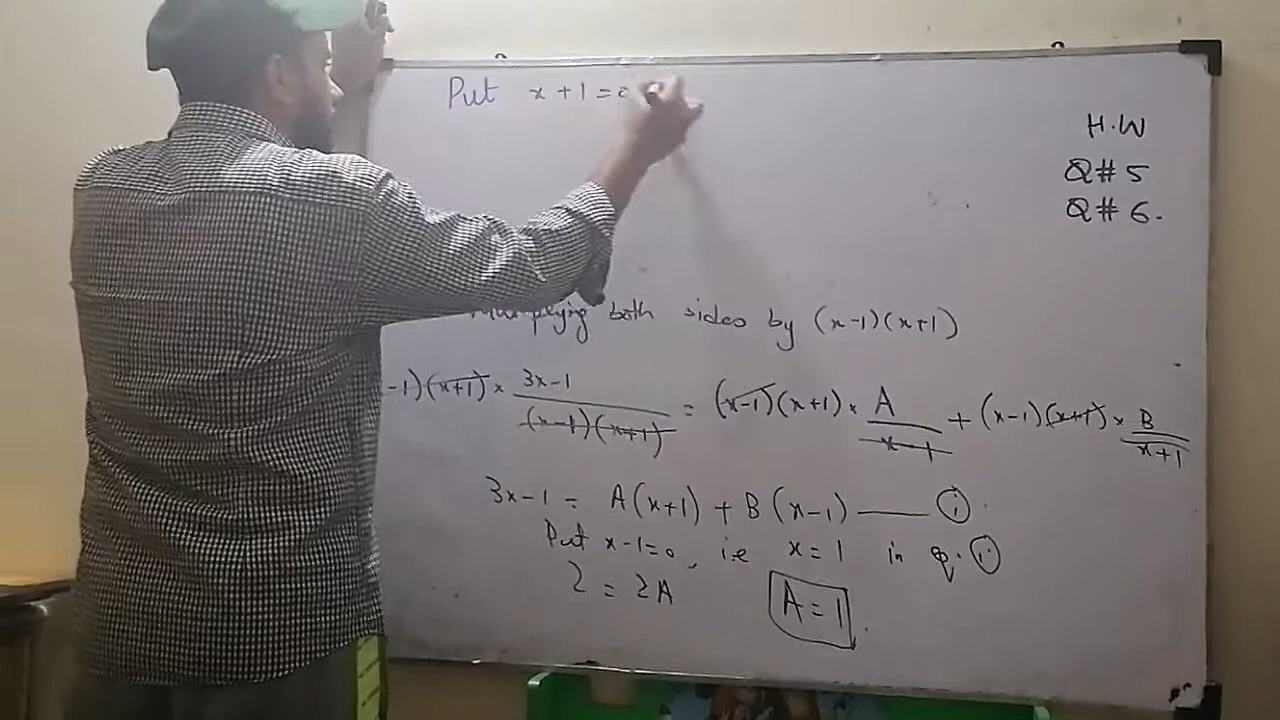 Put x + 1 = 0
H.W
Q# 5
Q# 6.
both sides by (x-1)(x+1)
-1)(x+1) × 3x-1 / (x-1)(x+1) = (x-1)(x+1) × A / x-1 + (x-1)(x+1) × B / x+1
3x-1 = A(x+1) + B(x-1) —— (i)
Put x-1=0, i.e x=1 in q. (i)
2 = 2A A=1